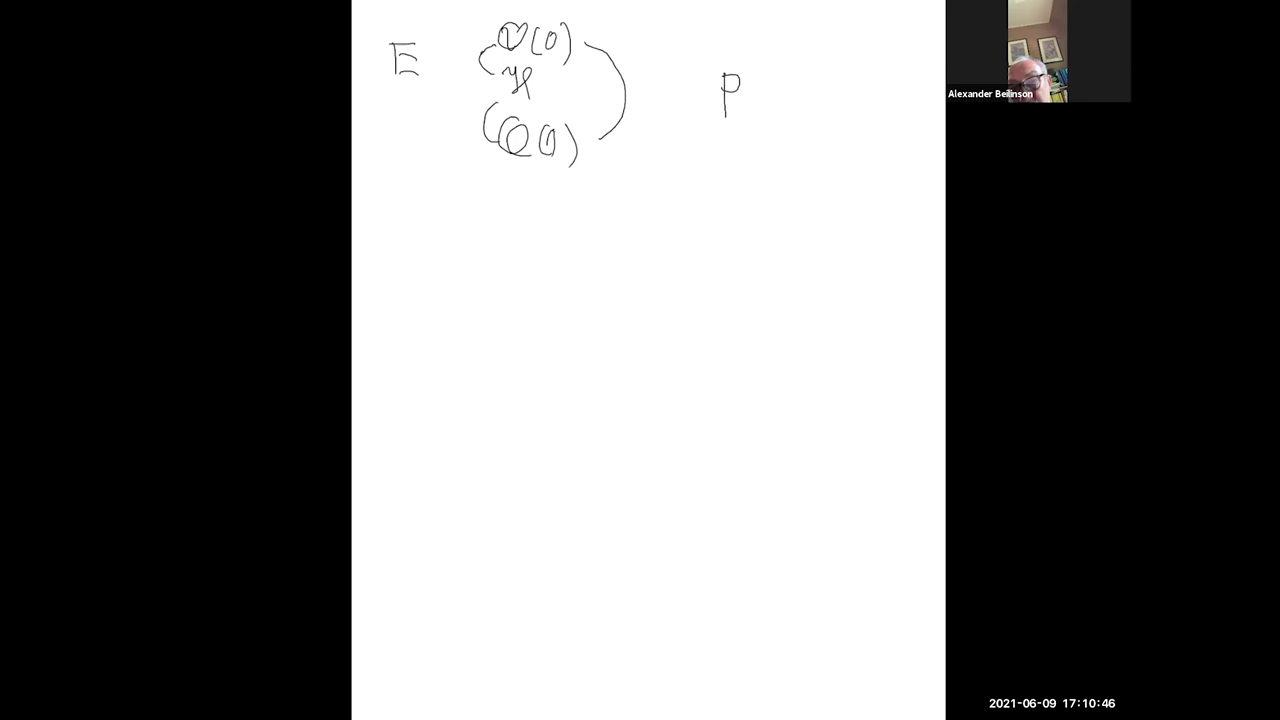 E
Q(0)
H
Q(1)
P
Alexander Beilinson
2021-06-09 17:10:46